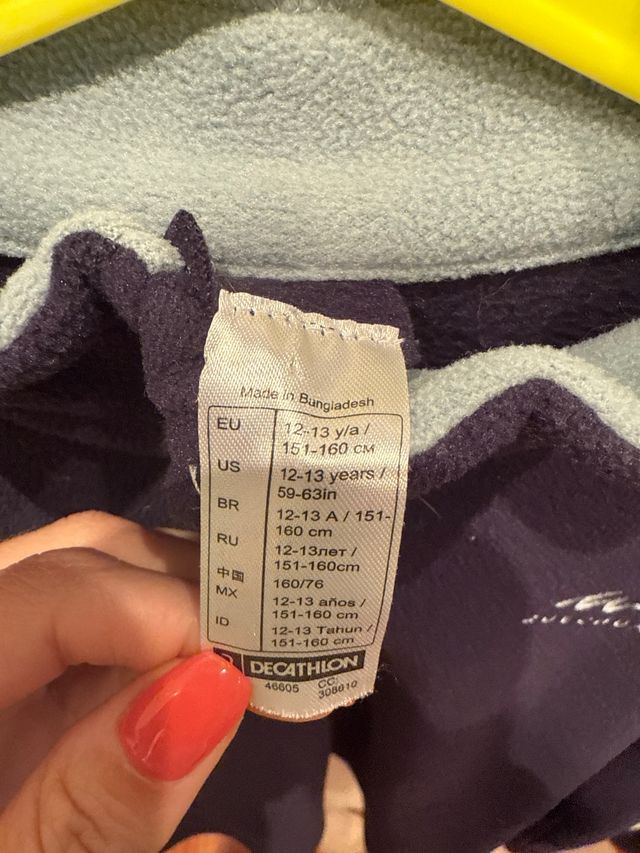 Made in Bangladesh
EU 12-13 y/a /
151-160 CM
US 12-13 years /
59-63in
BR 12-13 A / 151-
160 cm
RU 12-13лет /
151-160cm
中国 160/76
MX 12-13 años /
151-160 cm
ID 12-13 Tahun /
151-160 cm
DECATHLON
46605 CC:
308610